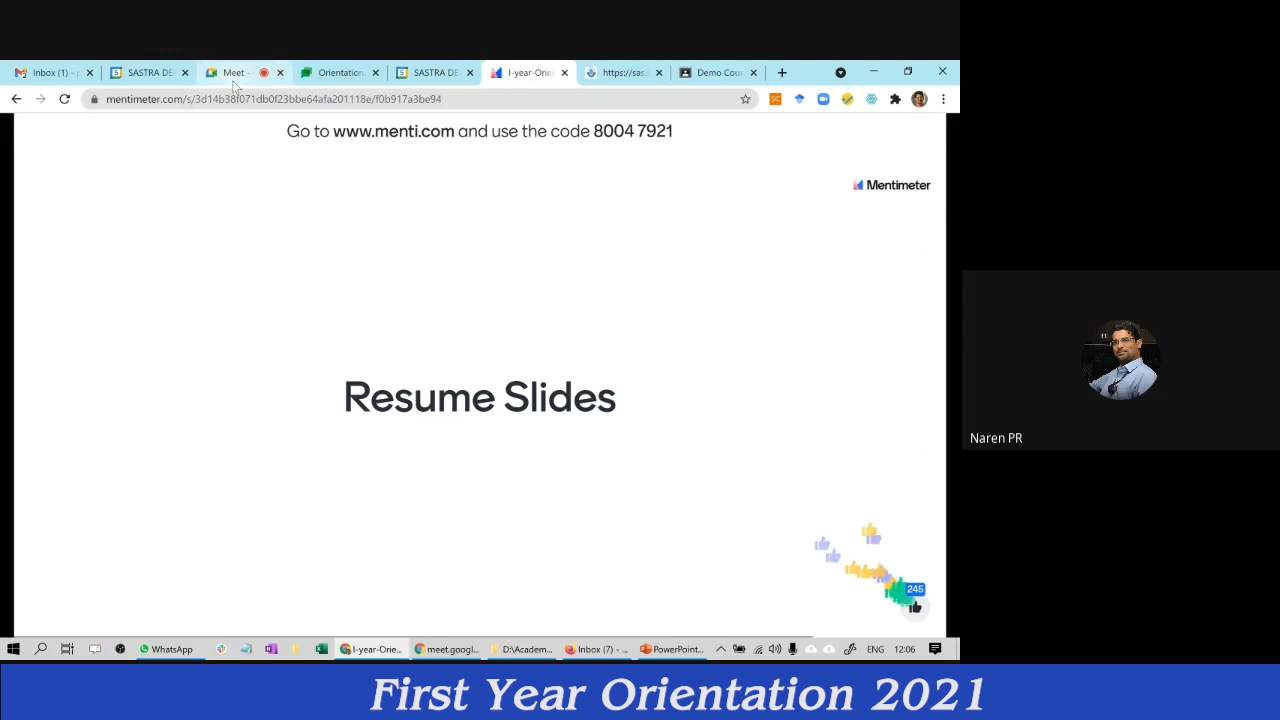 Inbox (1) -
SASTRA DE
Meet -
Orientation
SASTRA DE
I-year-Orie
https://sas.
Demo Cour
mentimeter.com/s/3d14b38f071db0f23bbe64afa201118e/f0b917a3be94
Go to www.menti.com and use the code 8004 7921
Mentimeter
Resume Slides
Naren PR
245
WhatsApp
I-year-Orie...
meet.googl...
D:\Academ...
Inbox (7) - ...
PowerPoint...
ENG
12:06
First Year Orientation 2021